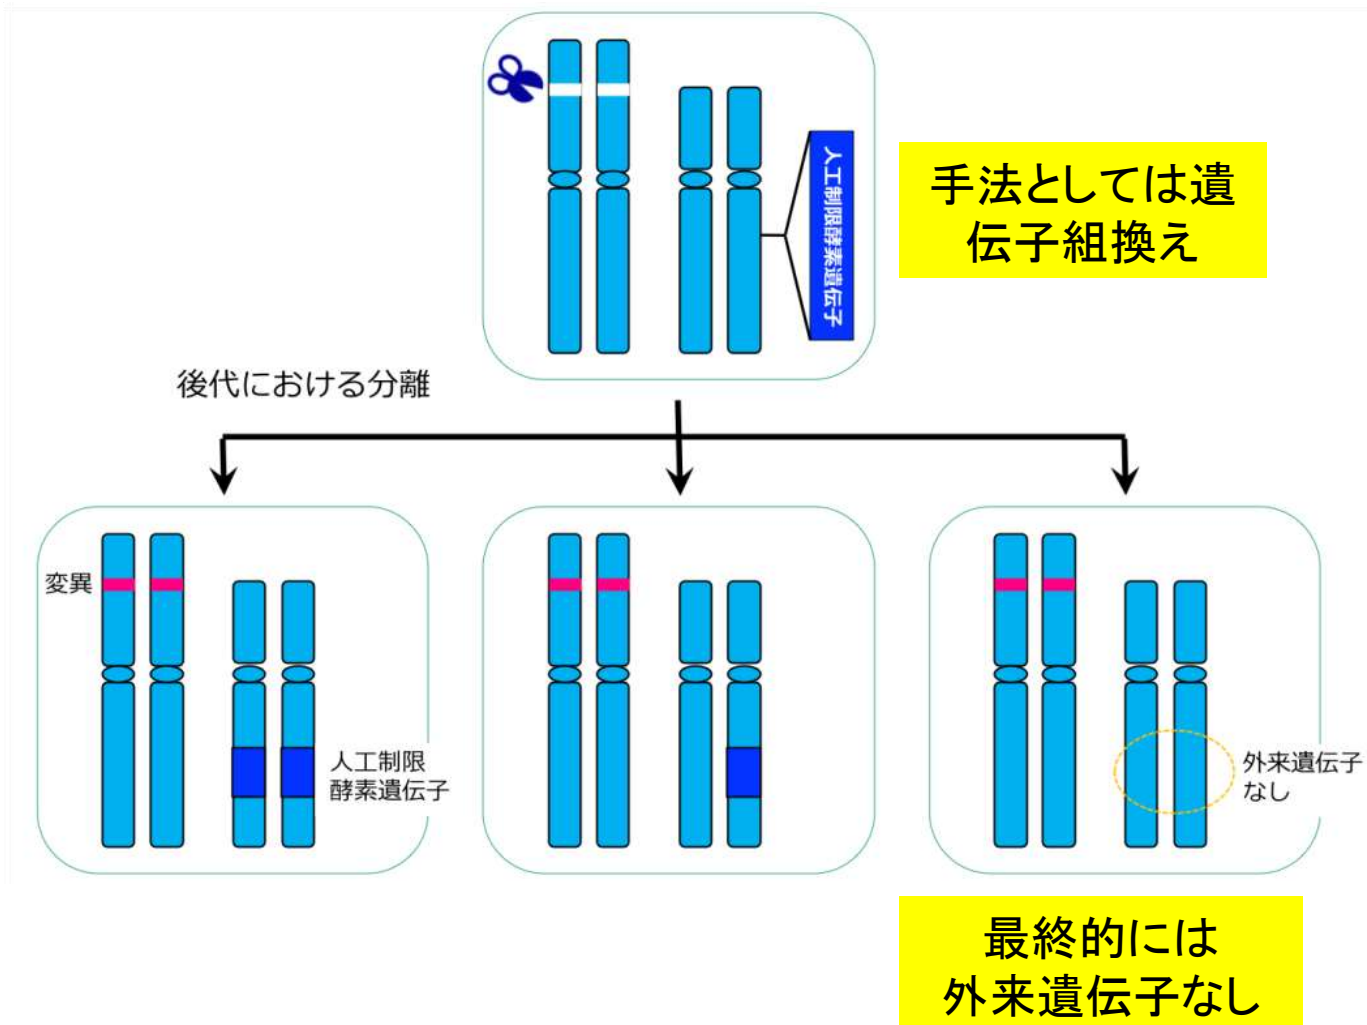 人工制限酵素遺伝子
手法としては遺
伝子組換え
後代における分離
変異
人工制限
酵素遺伝子
外来遺伝子
なし
最終的には
外来遺伝子なし